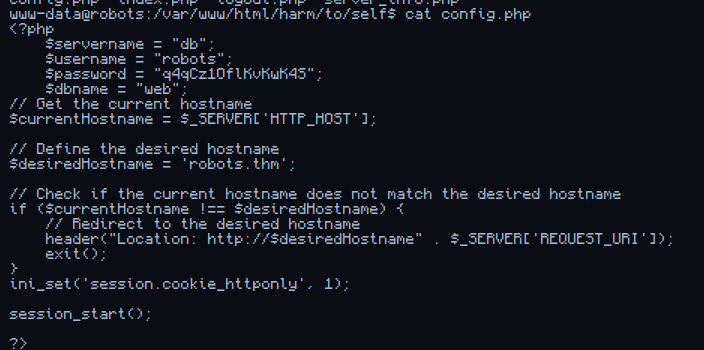 config.php index.php logout.php server_info.php
www-data@robots:/var/www/html/harm/to/self$ cat config.php
<?php
    $servername = "db";
    $username = "robots";
    $password = "q4qCz1OflKvKwK4S";
    $dbname = "web";
// Get the current hostname
$currentHostname = $_SERVER['HTTP_HOST'];

// Define the desired hostname
$desiredHostname = 'robots.thm';

// Check if the current hostname does not match the desired hostname
if ($currentHostname !== $desiredHostname) {
    // Redirect to the desired hostname
    header("Location: http://$desiredHostname" . $_SERVER['REQUEST_URI']);
    exit();
}
ini_set('session.cookie_httponly', 1);

session_start();

?>